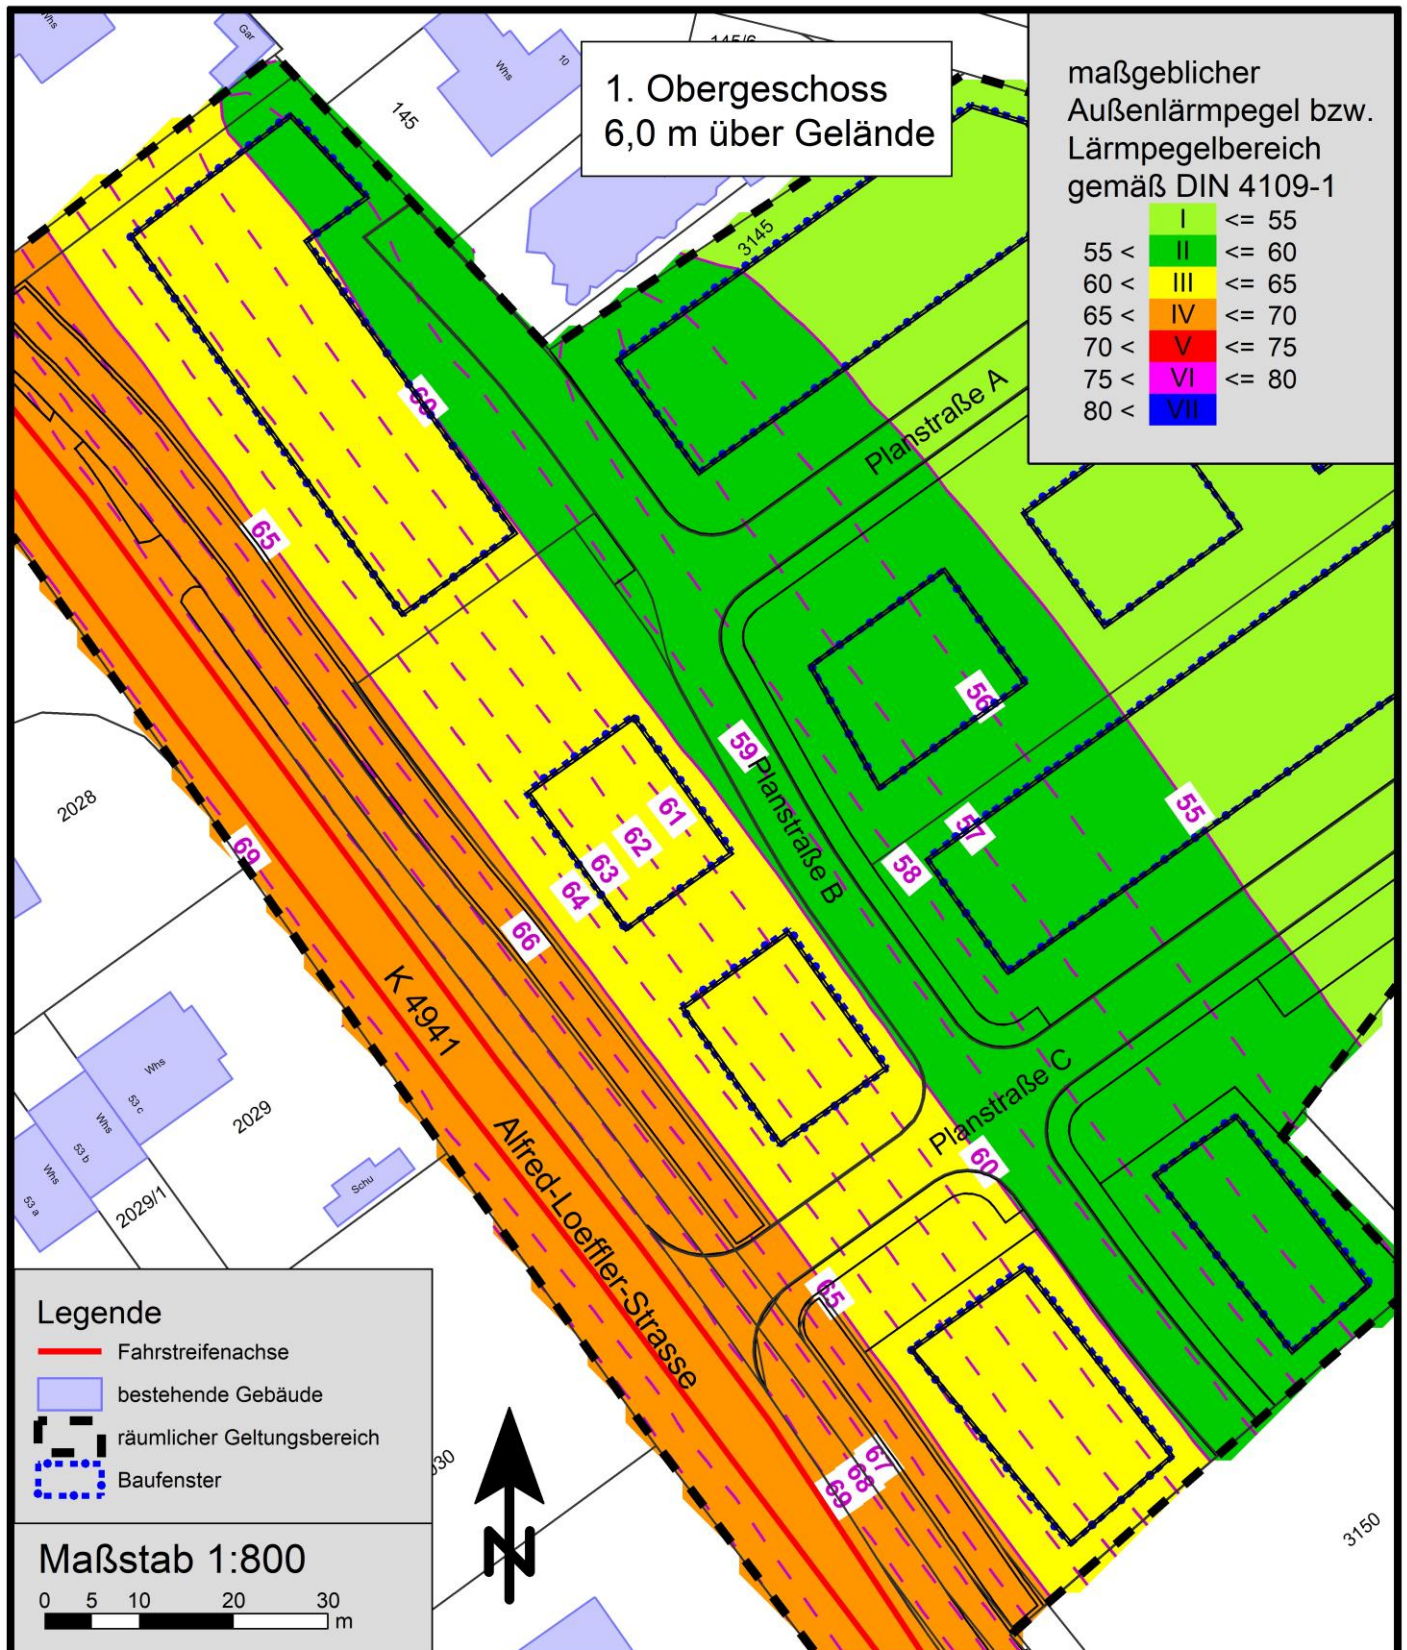 Whs
Gar
Whs
10
145/6
145
1. Obergeschoss
6,0 m über Gelände
maßgeblicher
Außenlärmpegel bzw.
Lärmpegelbereich
gemäß DIN 4109-1
I <= 55
55 < II <= 60
60 < III <= 65
65 < IV <= 70
70 < V <= 75
75 < VI <= 80
80 < VII
3145
Planstraße A
60
65
56
59
Planstraße B
55
57
58
61
62
63
64
66
69
2028
K 4941
Alfred-Loeffler-Strasse
Planstraße C
60
65
67
68
69
Whs
53 c
Whs
53 b
Whs
53 a
2029
2029/1
Schu
3150
Legende
Fahrstreifenachse
bestehende Gebäude
räumlicher Geltungsbereich
Baufenster
Maßstab 1:800
0 5 10 20 30
m
N